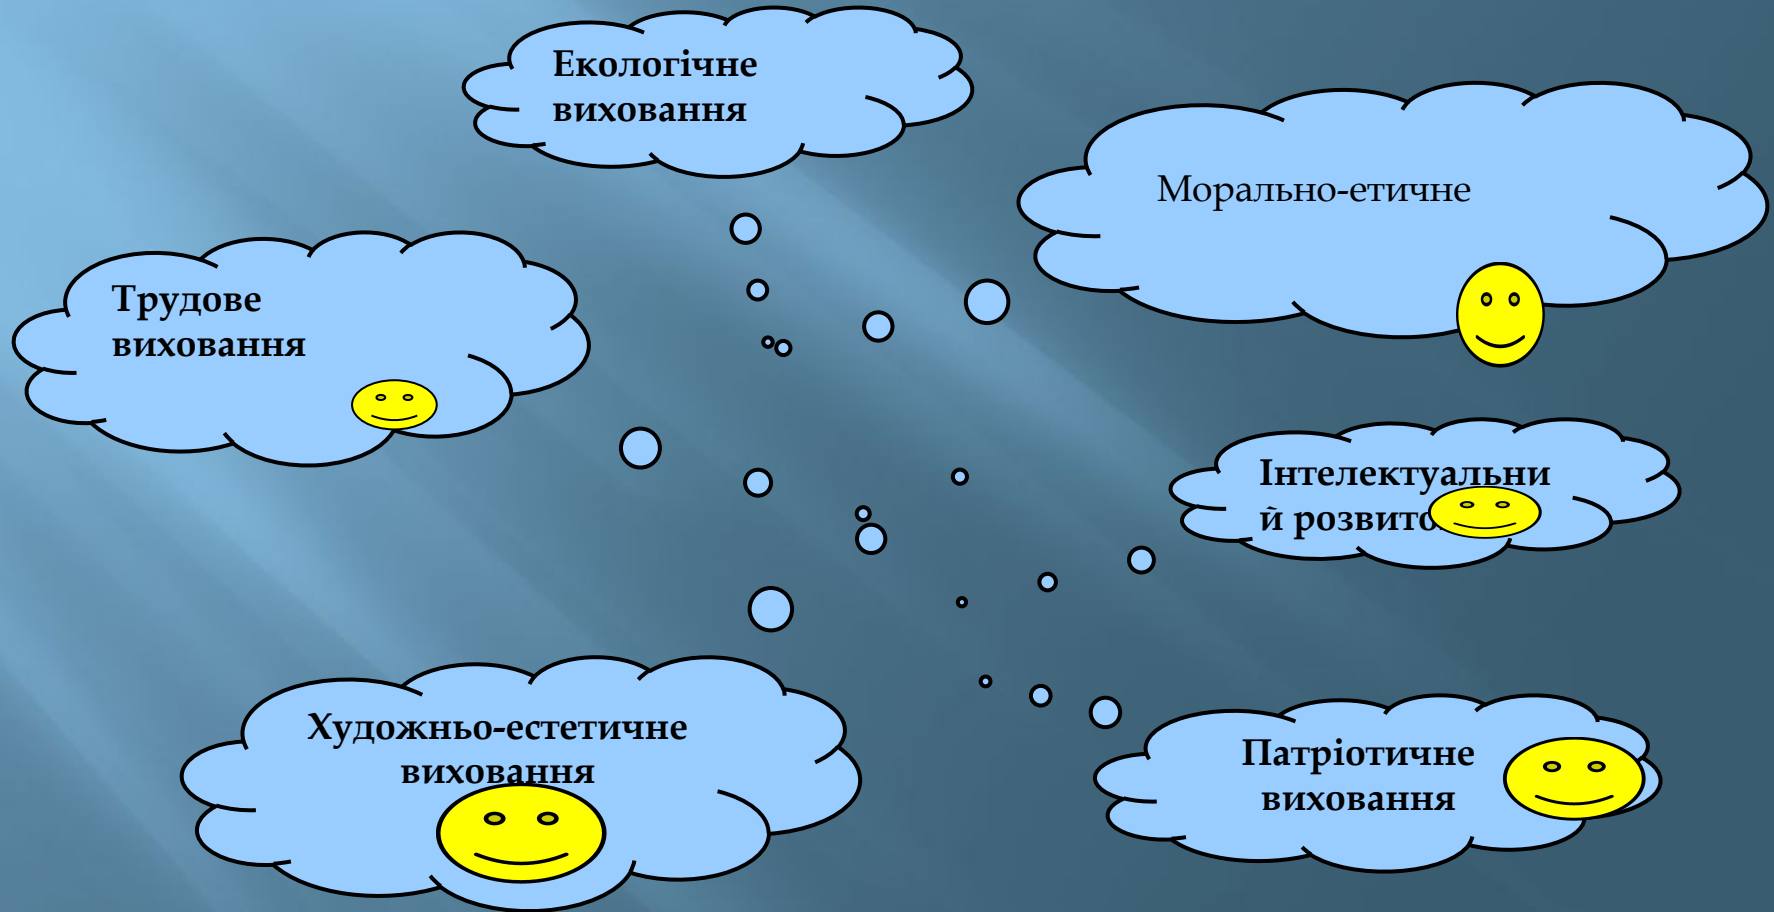 Екологічне
виховання
Морально-етичне
Трудове
виховання
Інтелектуальни
й розвито
Художньо-естетичне
виховання
Патріотичне
виховання